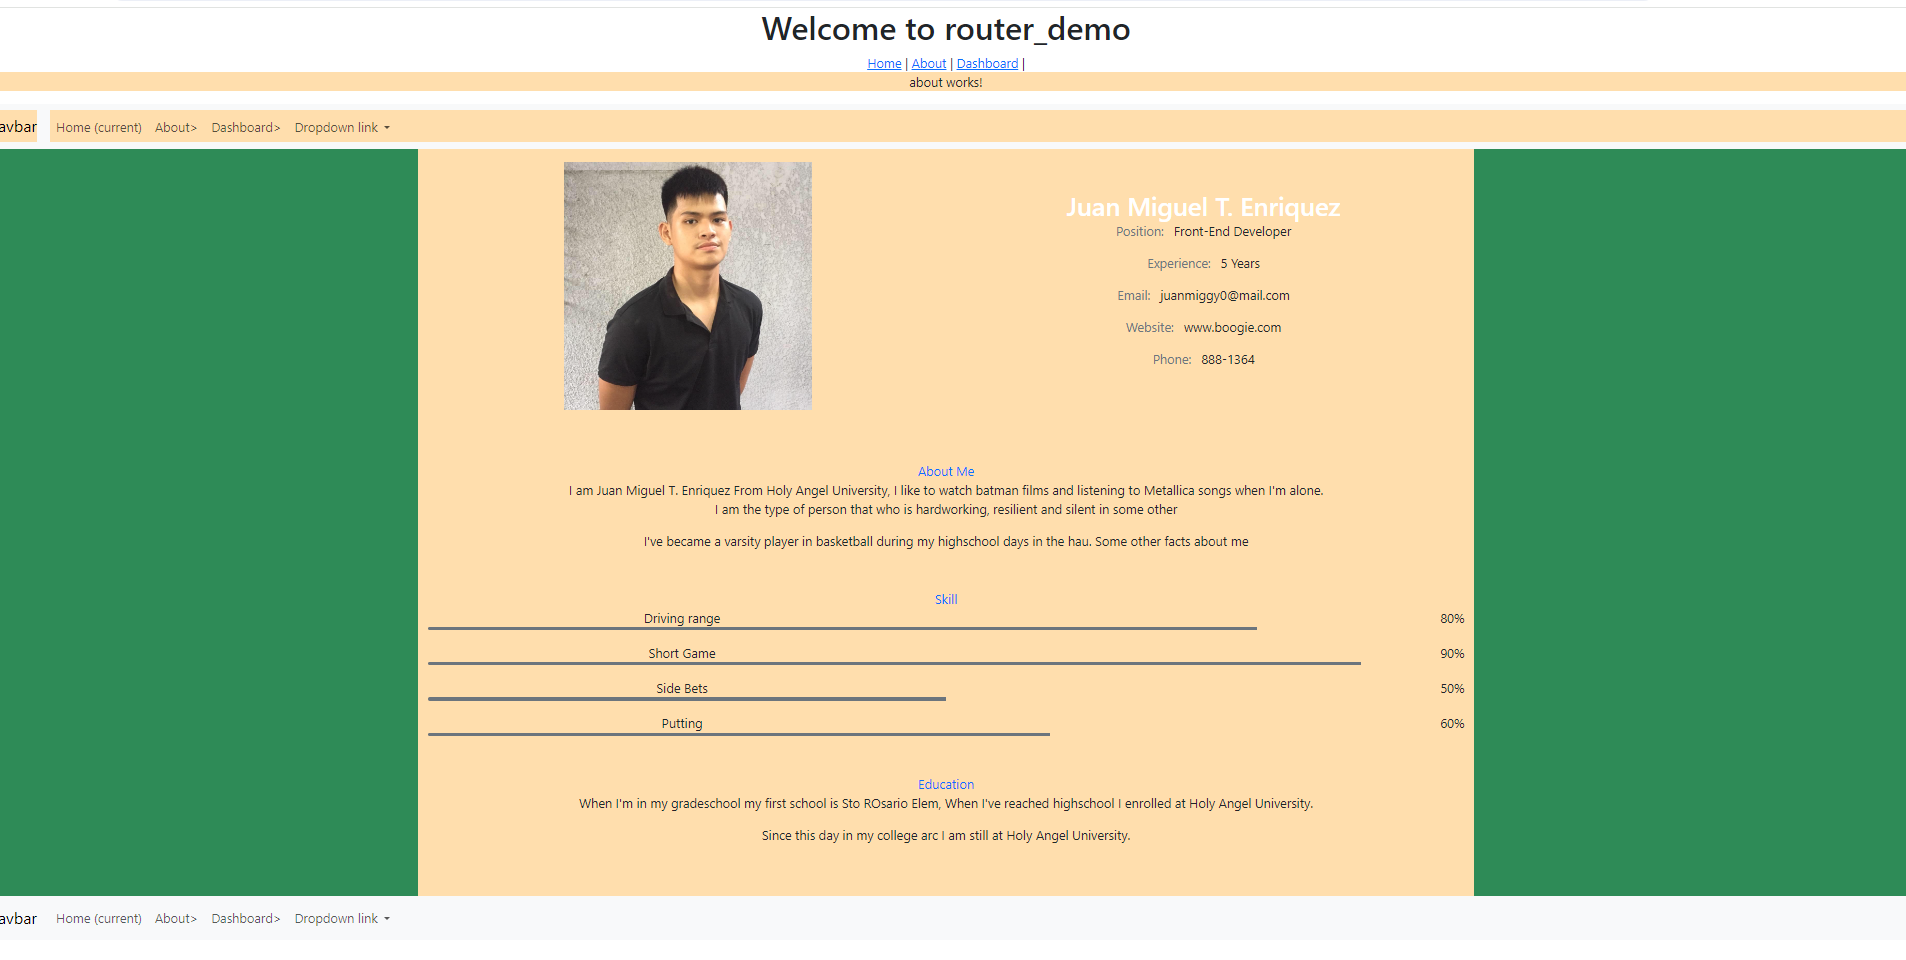 Welcome to router_demo
Home | About | Dashboard |
about works!
avbar Home (current) About> Dashboard> Dropdown link
Juan Miguel T. Enriquez
Position: Front-End Developer
Experience: 5 Years
Email: juanmiggy0@mail.com
Website: www.boogie.com
Phone: 888-1364
About Me
I am Juan Miguel T. Enriquez From Holy Angel University, I like to watch batman films and listening to Metallica songs when I'm alone.
I am the type of person that who is hardworking, resilient and silent in some other
I've became a varsity player in basketball during my highschool days in the hau. Some other facts about me
Skill
Driving range 80%
Short Game 90%
Side Bets 50%
Putting 60%
Education
When I'm in my gradeschool my first school is Sto ROsario Elem, When I've reached highschool I enrolled at Holy Angel University.
Since this day in my college arc I am still at Holy Angel University.
avbar Home (current) About> Dashboard> Dropdown link